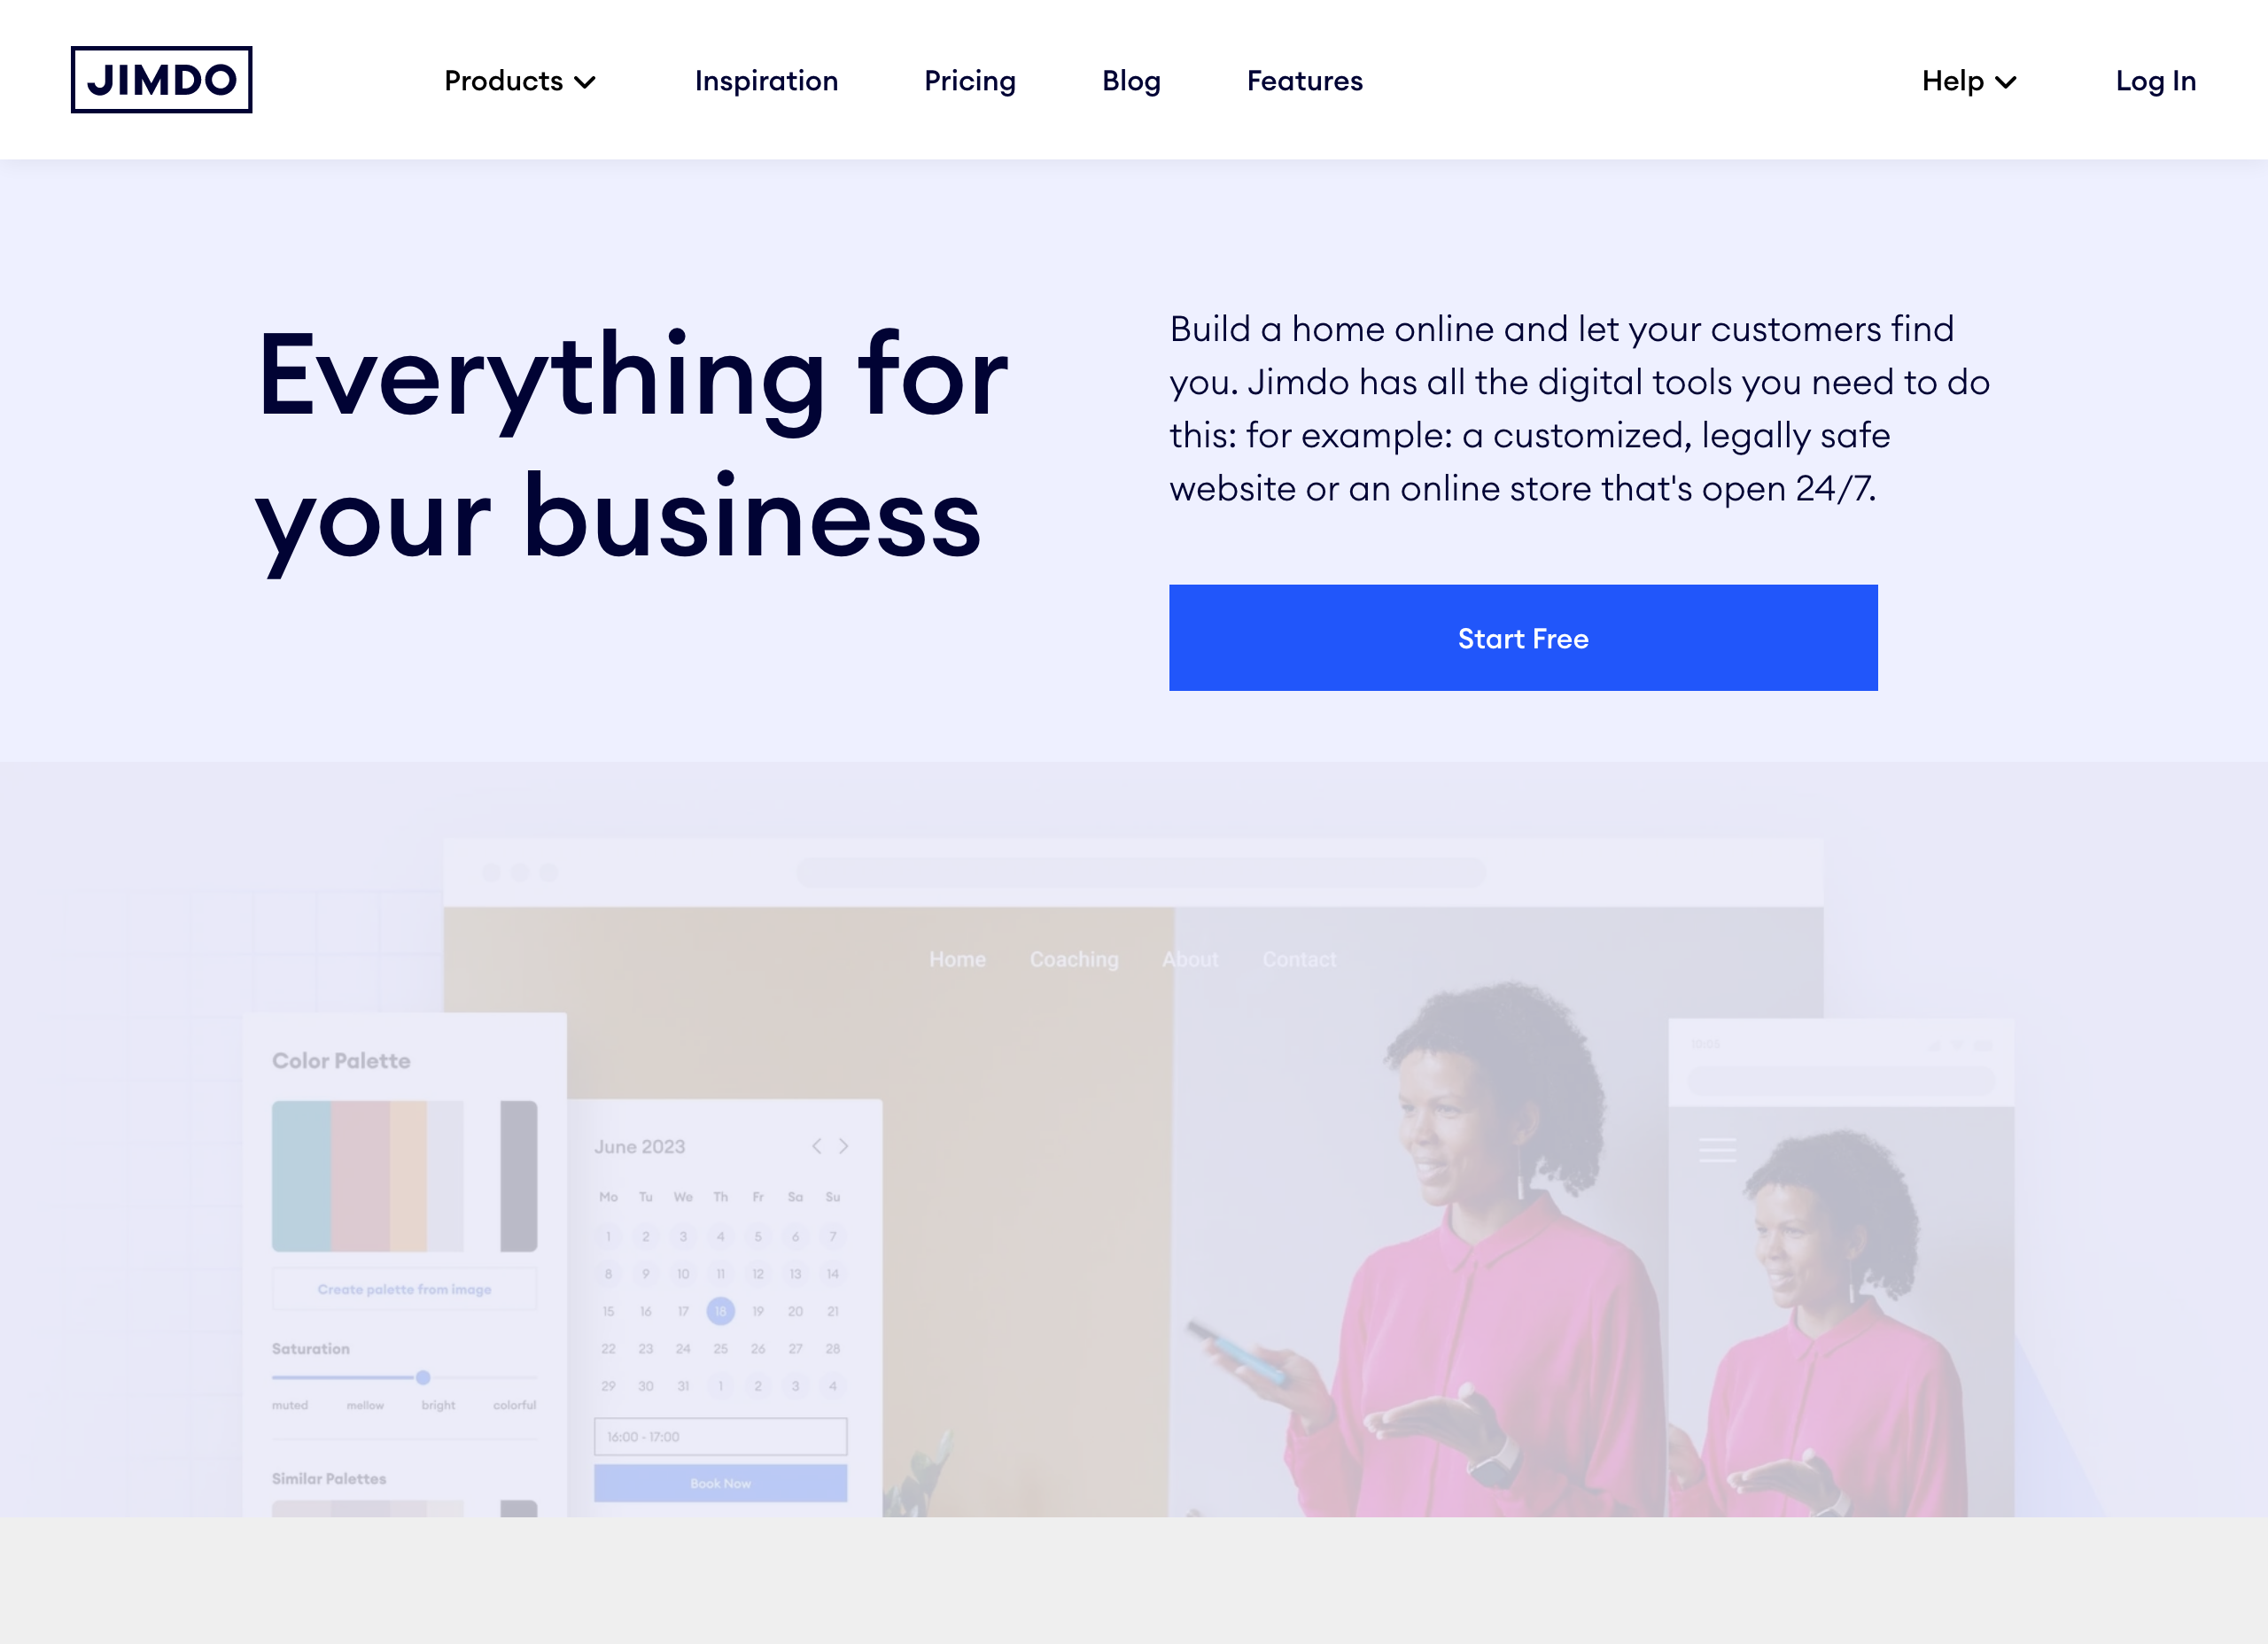 JIMDO
Products
Inspiration
Pricing
Blog
Features
Help
Log In
Everything for
your business
Build a home online and let your customers find
you. Jimdo has all the digital tools you need to do
this: for example: a customized, legally safe
website or an online store that's open 24/7.
Start Free
Home Coaching About Contact
Color Palette
Create palette from image
Saturation
muted mellow bright colorful
Similar Palettes
June 2023
Mo Tu We Th Fr Sa Su
1 2 3 4 5 6 7
8 9 10 11 12 13 14
15 16 17 18 19 20 21
22 23 24 25 26 27 28
29 30 31 1 2 3 4
16:00 - 17:00
Book Now